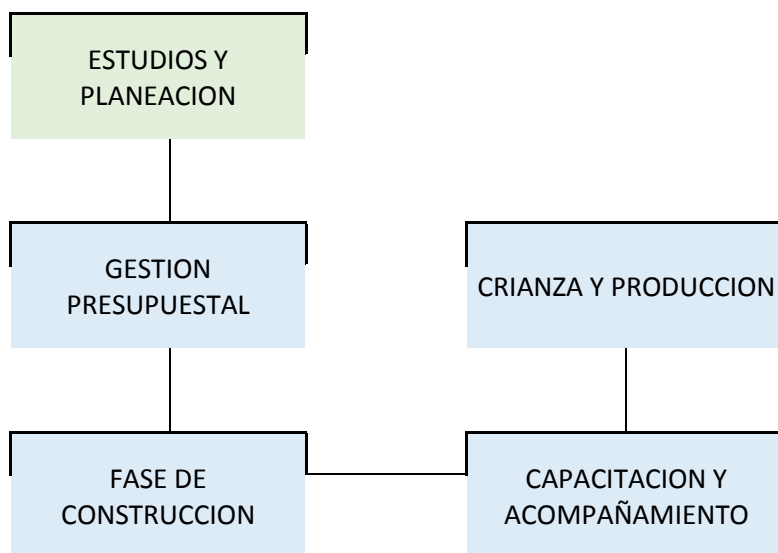 ESTUDIOS Y
PLANEACION
GESTION
PRESUPUESTAL
CRIANZA Y PRODUCCION
FASE DE
CONSTRUCCION
CAPACITACION Y
ACOMPAÑAMIENTO